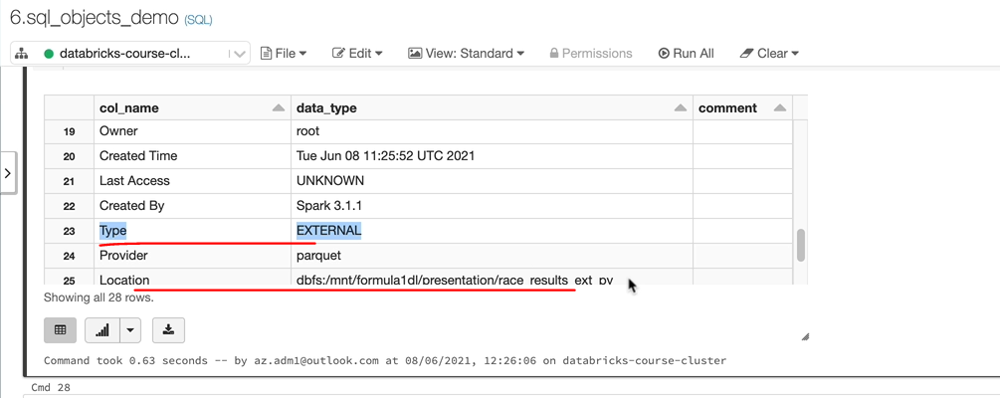 6.sql_objects_demo (SQL)
databricks-course-cl... File Edit View: Standard Permissions Run All Clear
col_name data_type comment
19 Owner root
20 Created Time Tue Jun 08 11:25:52 UTC 2021
21 Last Access UNKNOWN
22 Created By Spark 3.1.1
23 Type EXTERNAL
24 Provider parquet
25 Location dbfs:/mnt/formula1dl/presentation/race_results_ext_py
Showing all 28 rows.
Command took 0.63 seconds -- by az.adm1@outlook.com at 08/06/2021, 12:26:06 on databricks-course-cluster
Cmd 28